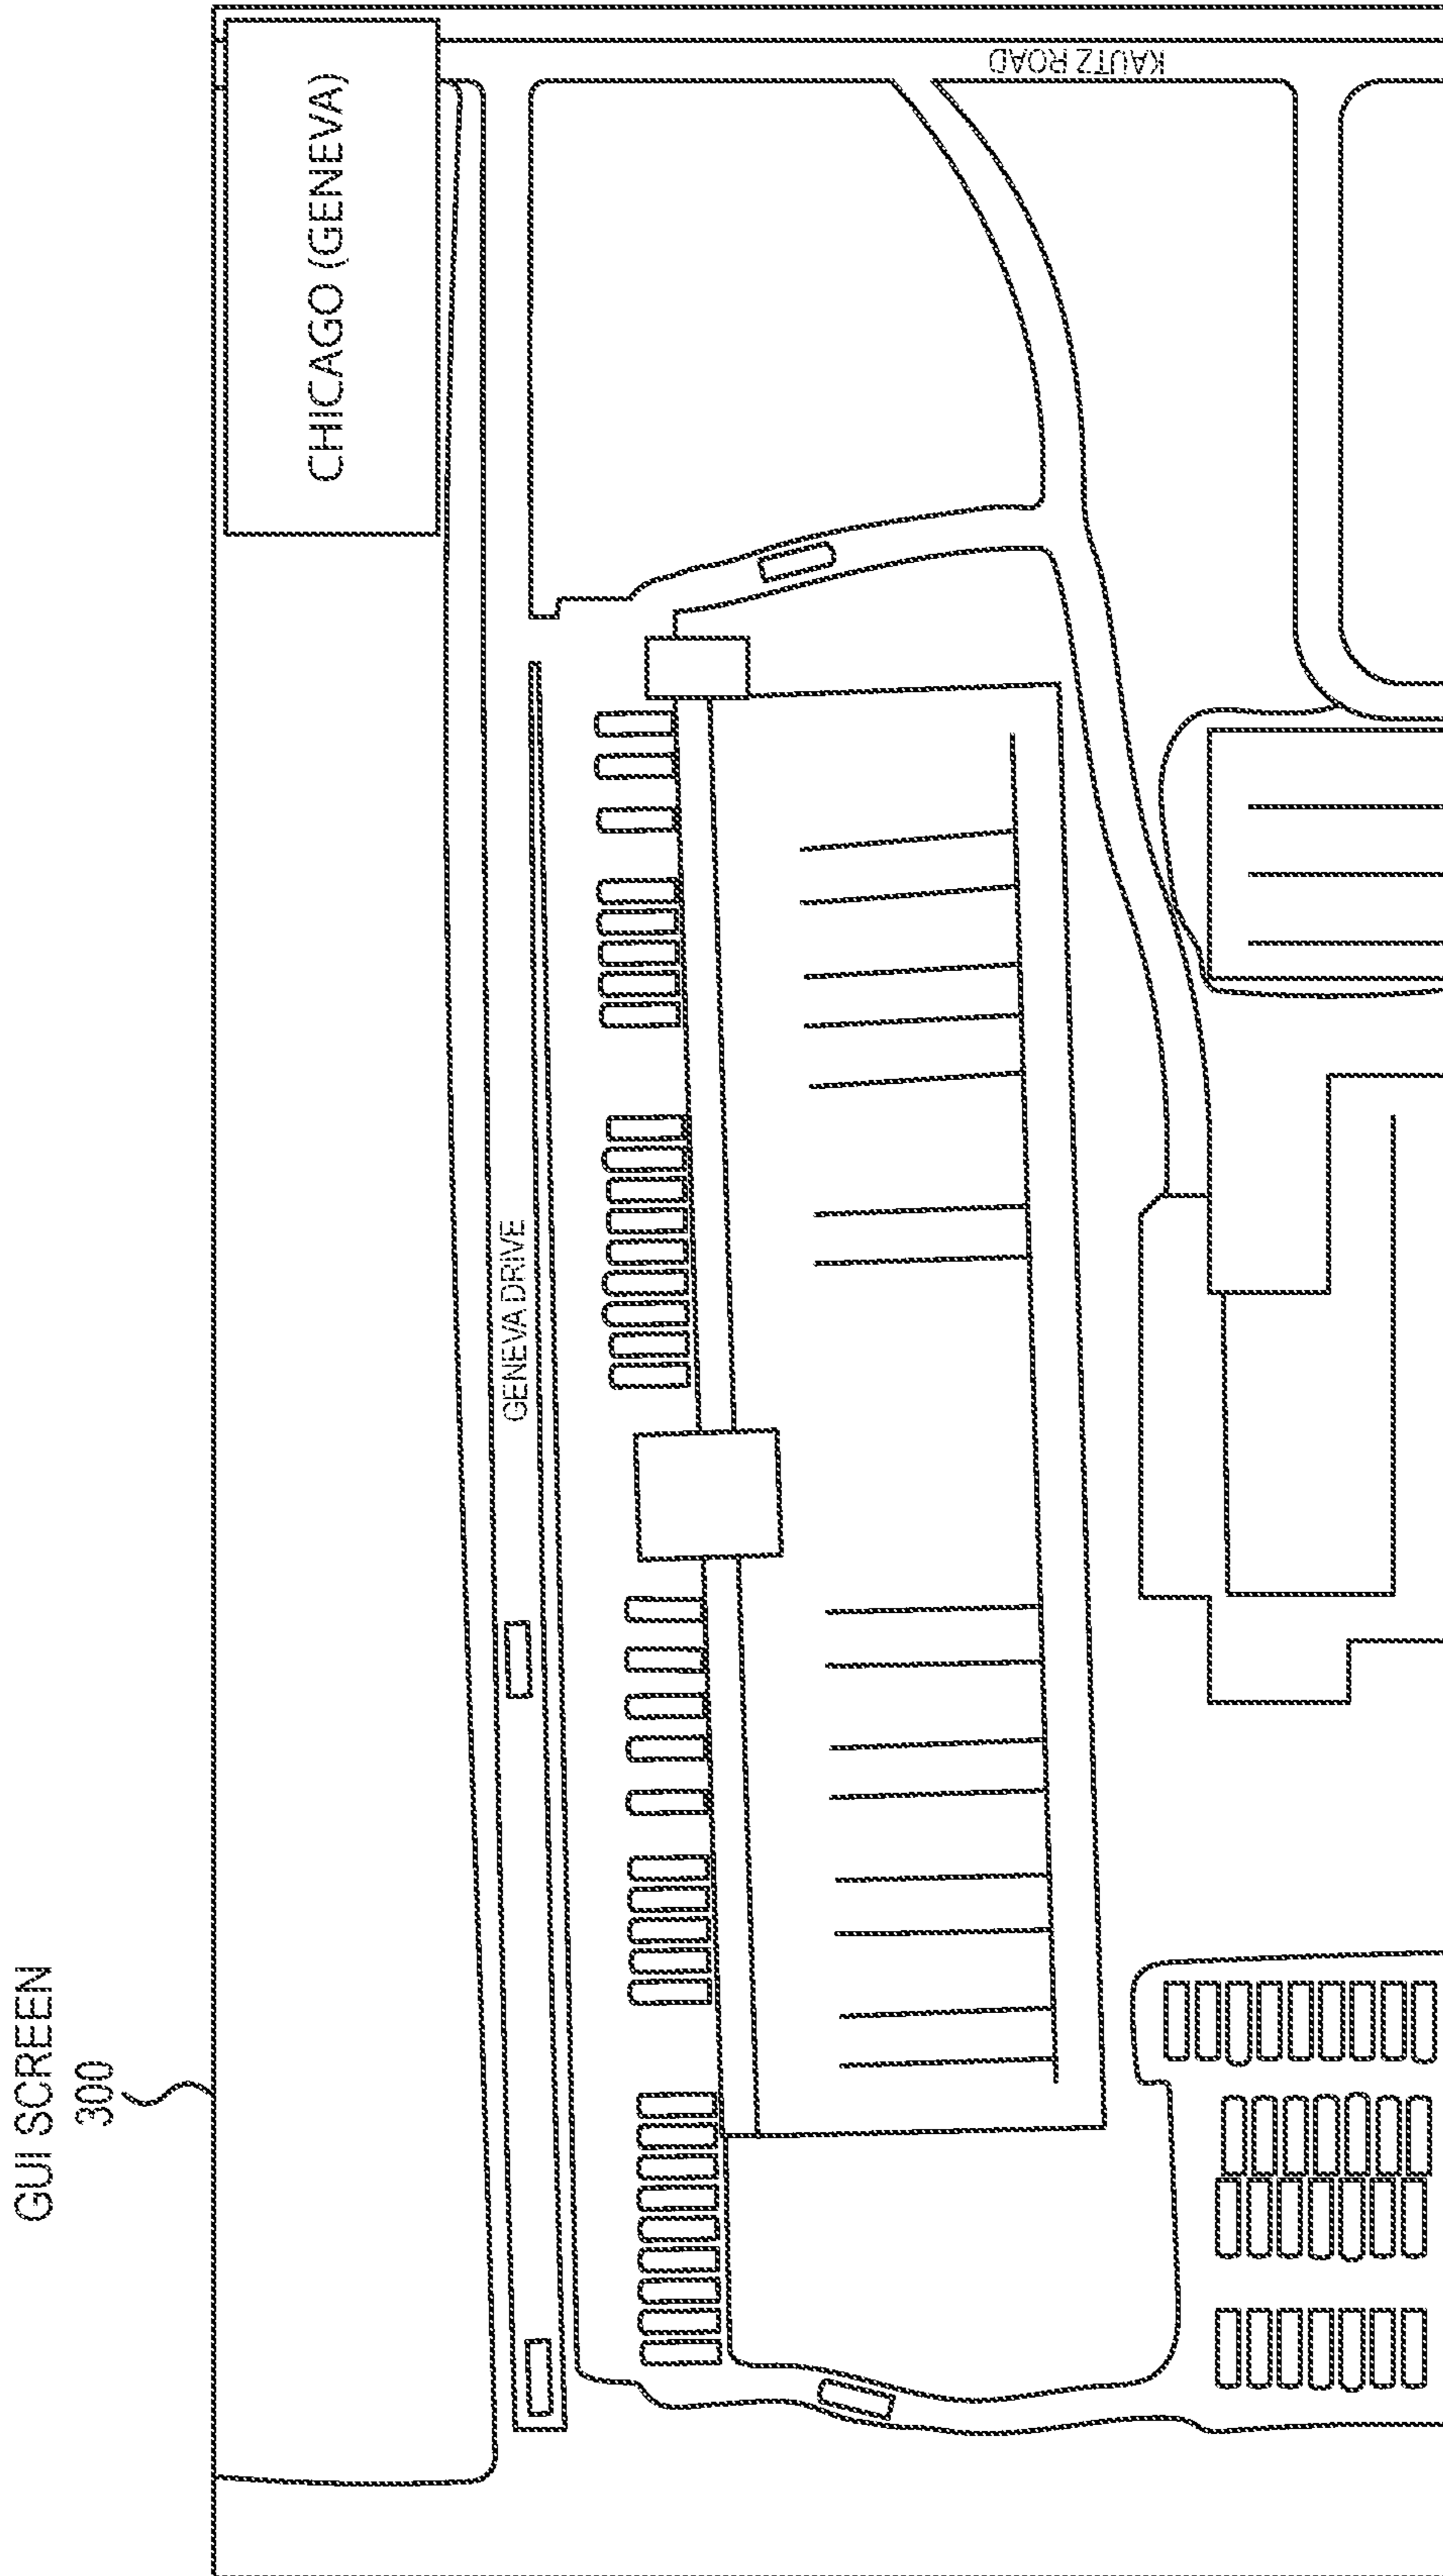 GUI SCREEN
300
CHICAGO (GENEVA)
GENEVA DRIVE
KAUTZ ROAD